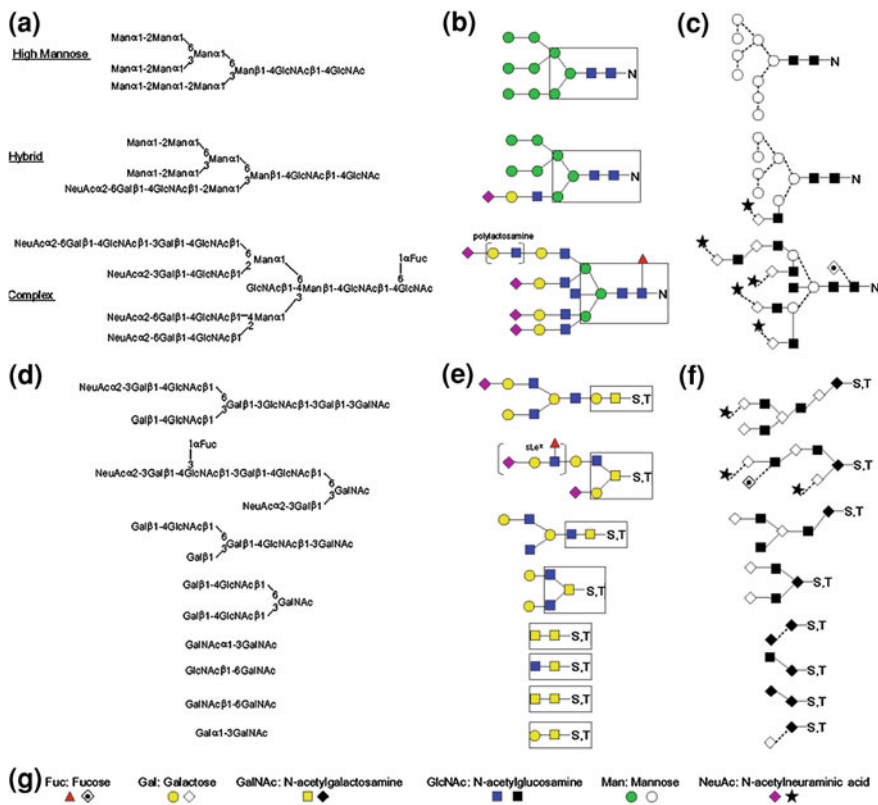 (a)
(b)
(c)
High Mannose
Manα1-2Manα1
6
Manα1
Manα1-2Manα1
3
6
Manβ1-4GlcNAcβ1-4GlcNAc
3
Manα1-2Manα1-2Manα1
N
N
Hybrid
Manα1-2Manα1
6
Manα1
Manα1-2Manα1
3
6
Manβ1-4GlcNAcβ1-4GlcNAc
3
NeuAcα2-6Galβ1-4GlcNAcβ1-2Manα1
N
N
Complex
NeuAcα2-6Galβ1-4GlcNAcβ1-3Galβ1-4GlcNAcβ1
6
Manα1
2
NeuAcα2-3Galβ1-4GlcNAcβ1
1αFuc
6
6
GlcNAcβ1-4Manβ1-4GlcNAcβ1-4GlcNAc
3
NeuAcα2-6Galβ1-4GlcNAcβ1
4Manα1
2
NeuAcα2-6Galβ1-4GlcNAcβ1
polylactosamine
N
N
(d)
(e)
(f)
NeuAcα2-3Galβ1-4GlcNAcβ1
6
Galβ1-3GlcNAcβ1-3Galβ1-3GalNAc
3
Galβ1-4GlcNAcβ1
S,T
S,T
1αFuc
3
NeuAcα2-3Galβ1-4GlcNAcβ1-3Galβ1-4GlcNAcβ1
6
GalNAc
3
NeuAcα2-3Galβ1
sLeˣ
S,T
S,T
Galβ1-4GlcNAcβ1
6
Galβ1-4GlcNAcβ1-3GalNAc
3
Galβ1
S,T
S,T
Galβ1-4GlcNAcβ1
6
GalNAc
3
Galβ1-4GlcNAcβ1
S,T
S,T
GalNAcα1-3GalNAc
S,T
S,T
GlcNAcβ1-6GalNAc
S,T
S,T
GalNAcβ1-6GalNAc
S,T
S,T
Galα1-3GalNAc
S,T
S,T
(g)
Fuc: Fucose
Gal: Galactose
GalNAc: N-acetylgalactosamine
GlcNAc: N-acetylglucosamine
Man: Mannose
NeuAc: N-acetylneuraminic acid